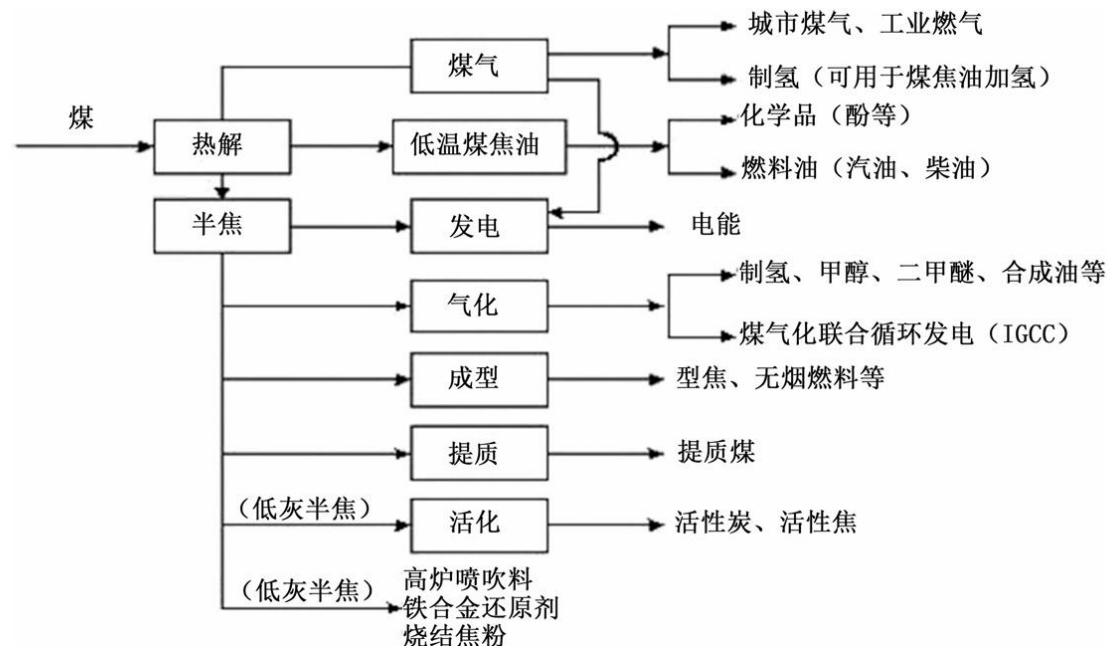 城市煤气、工业燃气
煤气
制氢（可用于煤焦油加氢）
煤
化学品（酚等）
热解
低温煤焦油
燃料油（汽油、柴油）
半焦
发电
电能
制氢、甲醇、二甲醚、合成油等
气化
煤气化联合循环发电（IGCC）
成型
型焦、无烟燃料等
提质
提质煤
（低灰半焦）
活化
活性炭、活性焦
（低灰半焦）
高炉喷吹料
铁合金还原剂
烧结焦粉